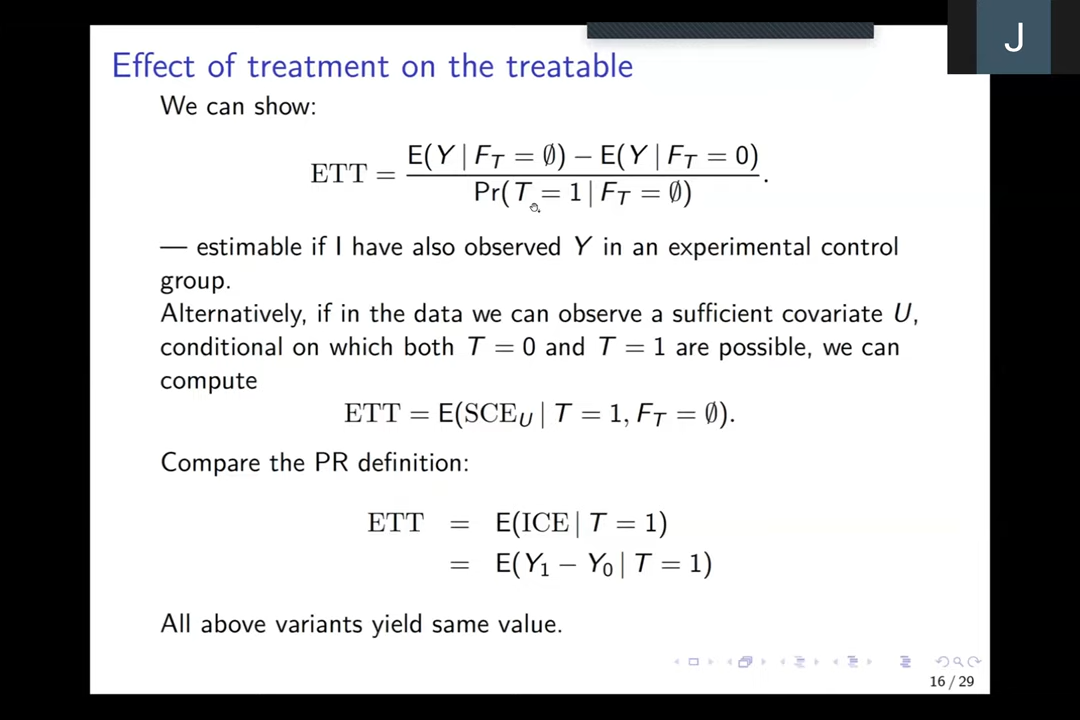 J
Effect of treatment on the treatable
We can show:
ETT = E(Y | F_T = ∅) − E(Y | F_T = 0) / Pr(T = 1 | F_T = ∅) .
— estimable if I have also observed Y in an experimental control
group.
Alternatively, if in the data we can observe a sufficient covariate U,
conditional on which both T = 0 and T = 1 are possible, we can
compute
ETT = E(SCE_U | T = 1, F_T = ∅).
Compare the PR definition:
ETT = E(ICE | T = 1)
= E(Y₁ − Y₀ | T = 1)
All above variants yield same value.
16 / 29